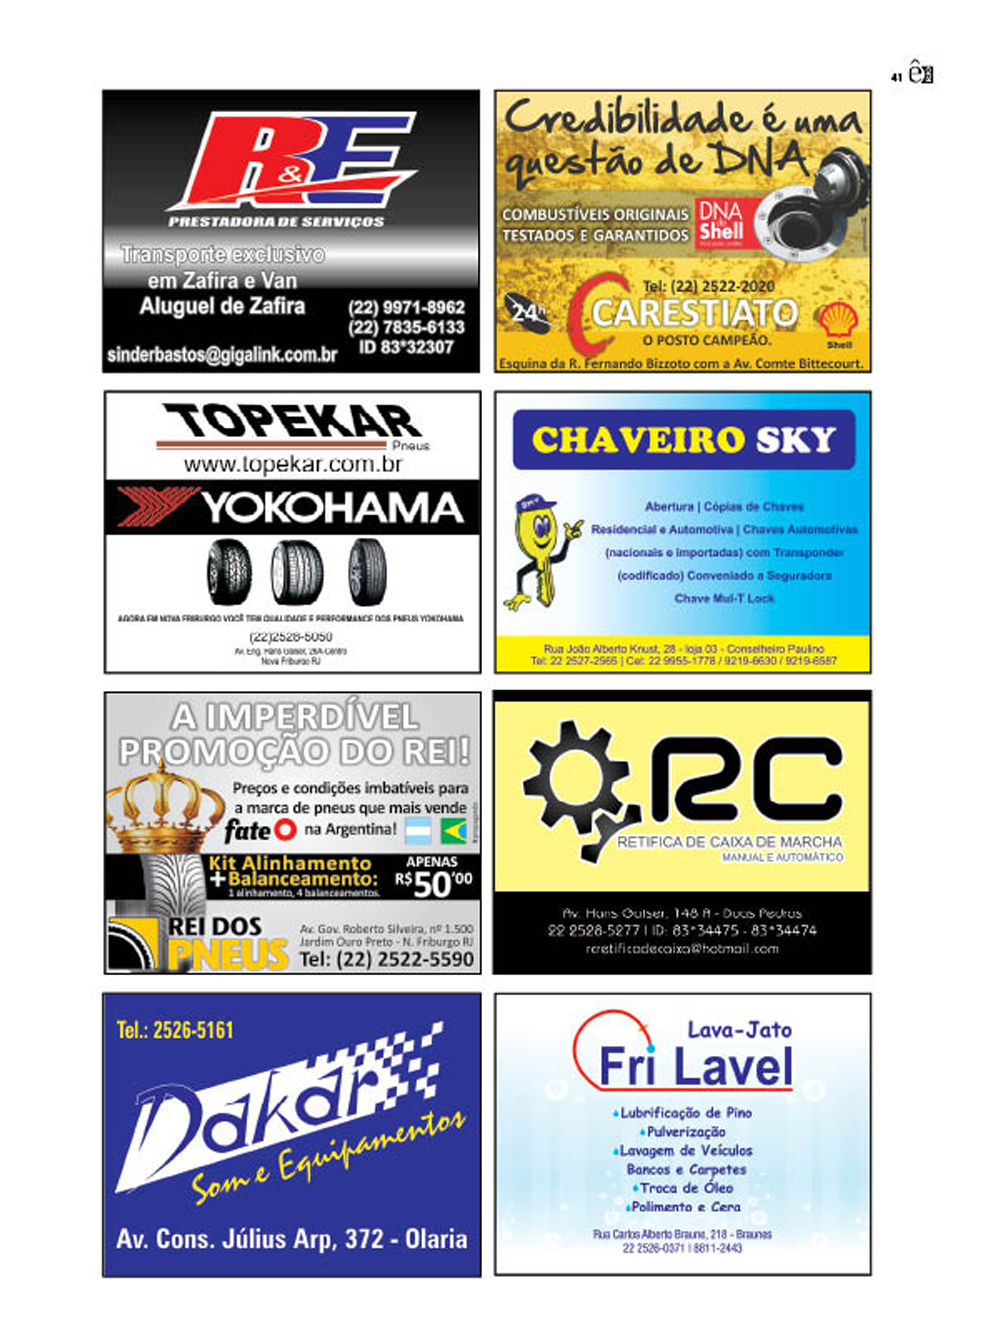 41 ê
R&E
PRESTADORA DE SERVIÇOS
Transporte exclusivo
em Zafira e Van
Aluguel de Zafira
(22) 9971-8962
(22) 7835-6133
ID 83*32307
sinderbastos@gigalink.com.br
Credibilidade é uma
questão de DNA
COMBUSTÍVEIS ORIGINAIS
TESTADOS E GARANTIDOS
DNA
Shell
Tel: (22) 2522-2020
24h
CARESTIATO
O POSTO CAMPEÃO.
Shell
Esquina da R. Fernando Bizzoto com a Av. Comte Bittecourt.
TOPEKAR
Pneus
www.topekar.com.br
YOKOHAMA
AGORA EM NOVA FRIBURGO VOCÊ TEM QUALIDADE E PERFORMANCE DOS PNEUS YOKOHAMA
(22)2526-5050
Av. Eng. Hans Gaiser, 26A-Centro
Nova Friburgo RJ
CHAVEIRO SKY
SKY
Abertura | Cópias de Chaves
Residencial e Automotiva | Chaves Automotivas
(nacionais e importadas) com Transponder
(codificado) Conveniado a Seguradora
Chave Mul-T Lock
Rua João Alberto Knust, 28 - loja 03 - Conselheiro Paulino
Tel: 22 2527-2565 | Cel: 22 9955-1778 / 9219-6630 / 9219-6587
A IMPERDÍVEL
PROMOÇÃO DO REI!
Preços e condições imbatíveis para
a marca de pneus que mais vende
fate na Argentina!
Kit Alinhamento
+Balanceamento:
1 alinhamento, 4 balanceamentos.
APENAS
R$50'00
REI DOS
PNEUS
Av. Gov. Roberto Silveira, nº 1.500
Jardim Ouro Preto - N. Friburgo RJ
Tel: (22) 2522-5590
RC
RETIFICA DE CAIXA DE MARCHA
MANUAL E AUTOMÁTICO
Av. Hans Gaiser, 148 A - Duas Pedras
22 2528-5277 | ID: 83*34475 - 83*34474
rcretificadecaixa@hotmail.com
Tel.: 2526-5161
Dakar
Som e Equipamentos
Av. Cons. Július Arp, 372 - Olaria
Lava-Jato
Fri Lavel
Lubrificação de Pino
Pulverização
Lavagem de Veículos
Bancos e Carpetes
Troca de Óleo
Polimento e Cera
Rua Carlos Alberto Braune, 218 - Braunes
22 2526-0371 | 8811-2443